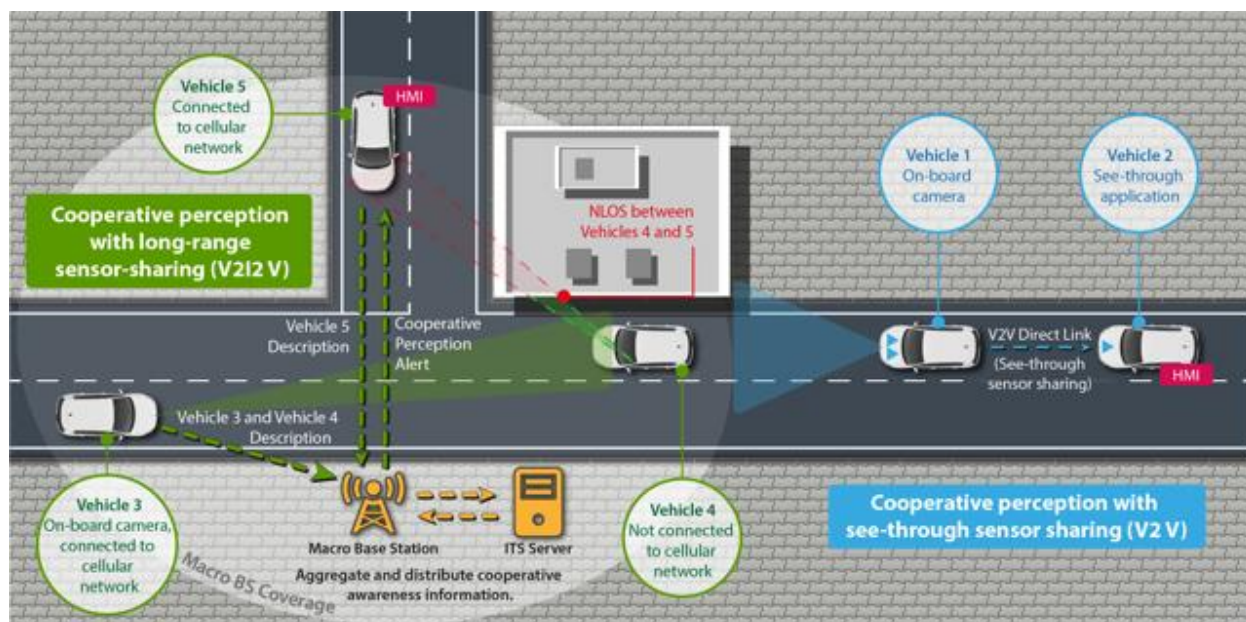 Vehicle 5
Connected
to cellular
network
HMI
Cooperative perception
with long-range
sensor-sharing (V2I2 V)
NLOS between
Vehicles 4 and 5
Vehicle 1
On-board
camera
Vehicle 2
See-through
application
Vehicle 5
Description
Cooperative
Perception
Alert
V2V Direct Link
(See-through
sensor sharing)
HMI
Vehicle 3 and Vehicle 4
Description
Vehicle 3
On-board camera,
connected to
cellular
network
Macro BS Coverage
Macro Base Station
ITS Server
Aggregate and distribute cooperative
awareness information.
Vehicle 4
Not connected
to cellular
network
Cooperative perception with
see-through sensor sharing (V2 V)